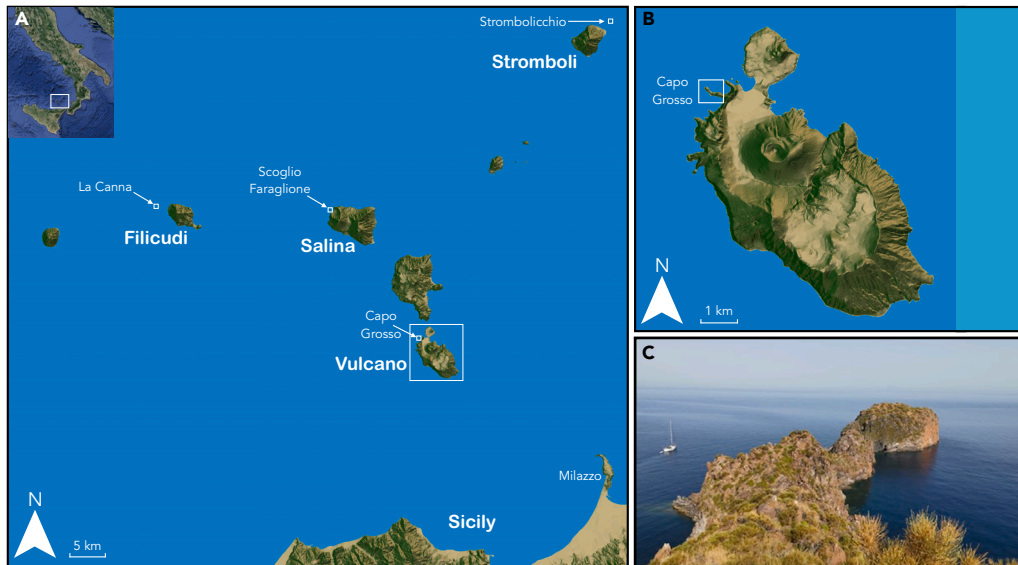 A
Strombolicchio
Stromboli
La Canna
Scoglio
Faraglione
Filicudi
Salina
Capo
Grosso
Vulcano
Milazzo
Sicily
N
5 km
B
Capo
Grosso
N
1 km
C